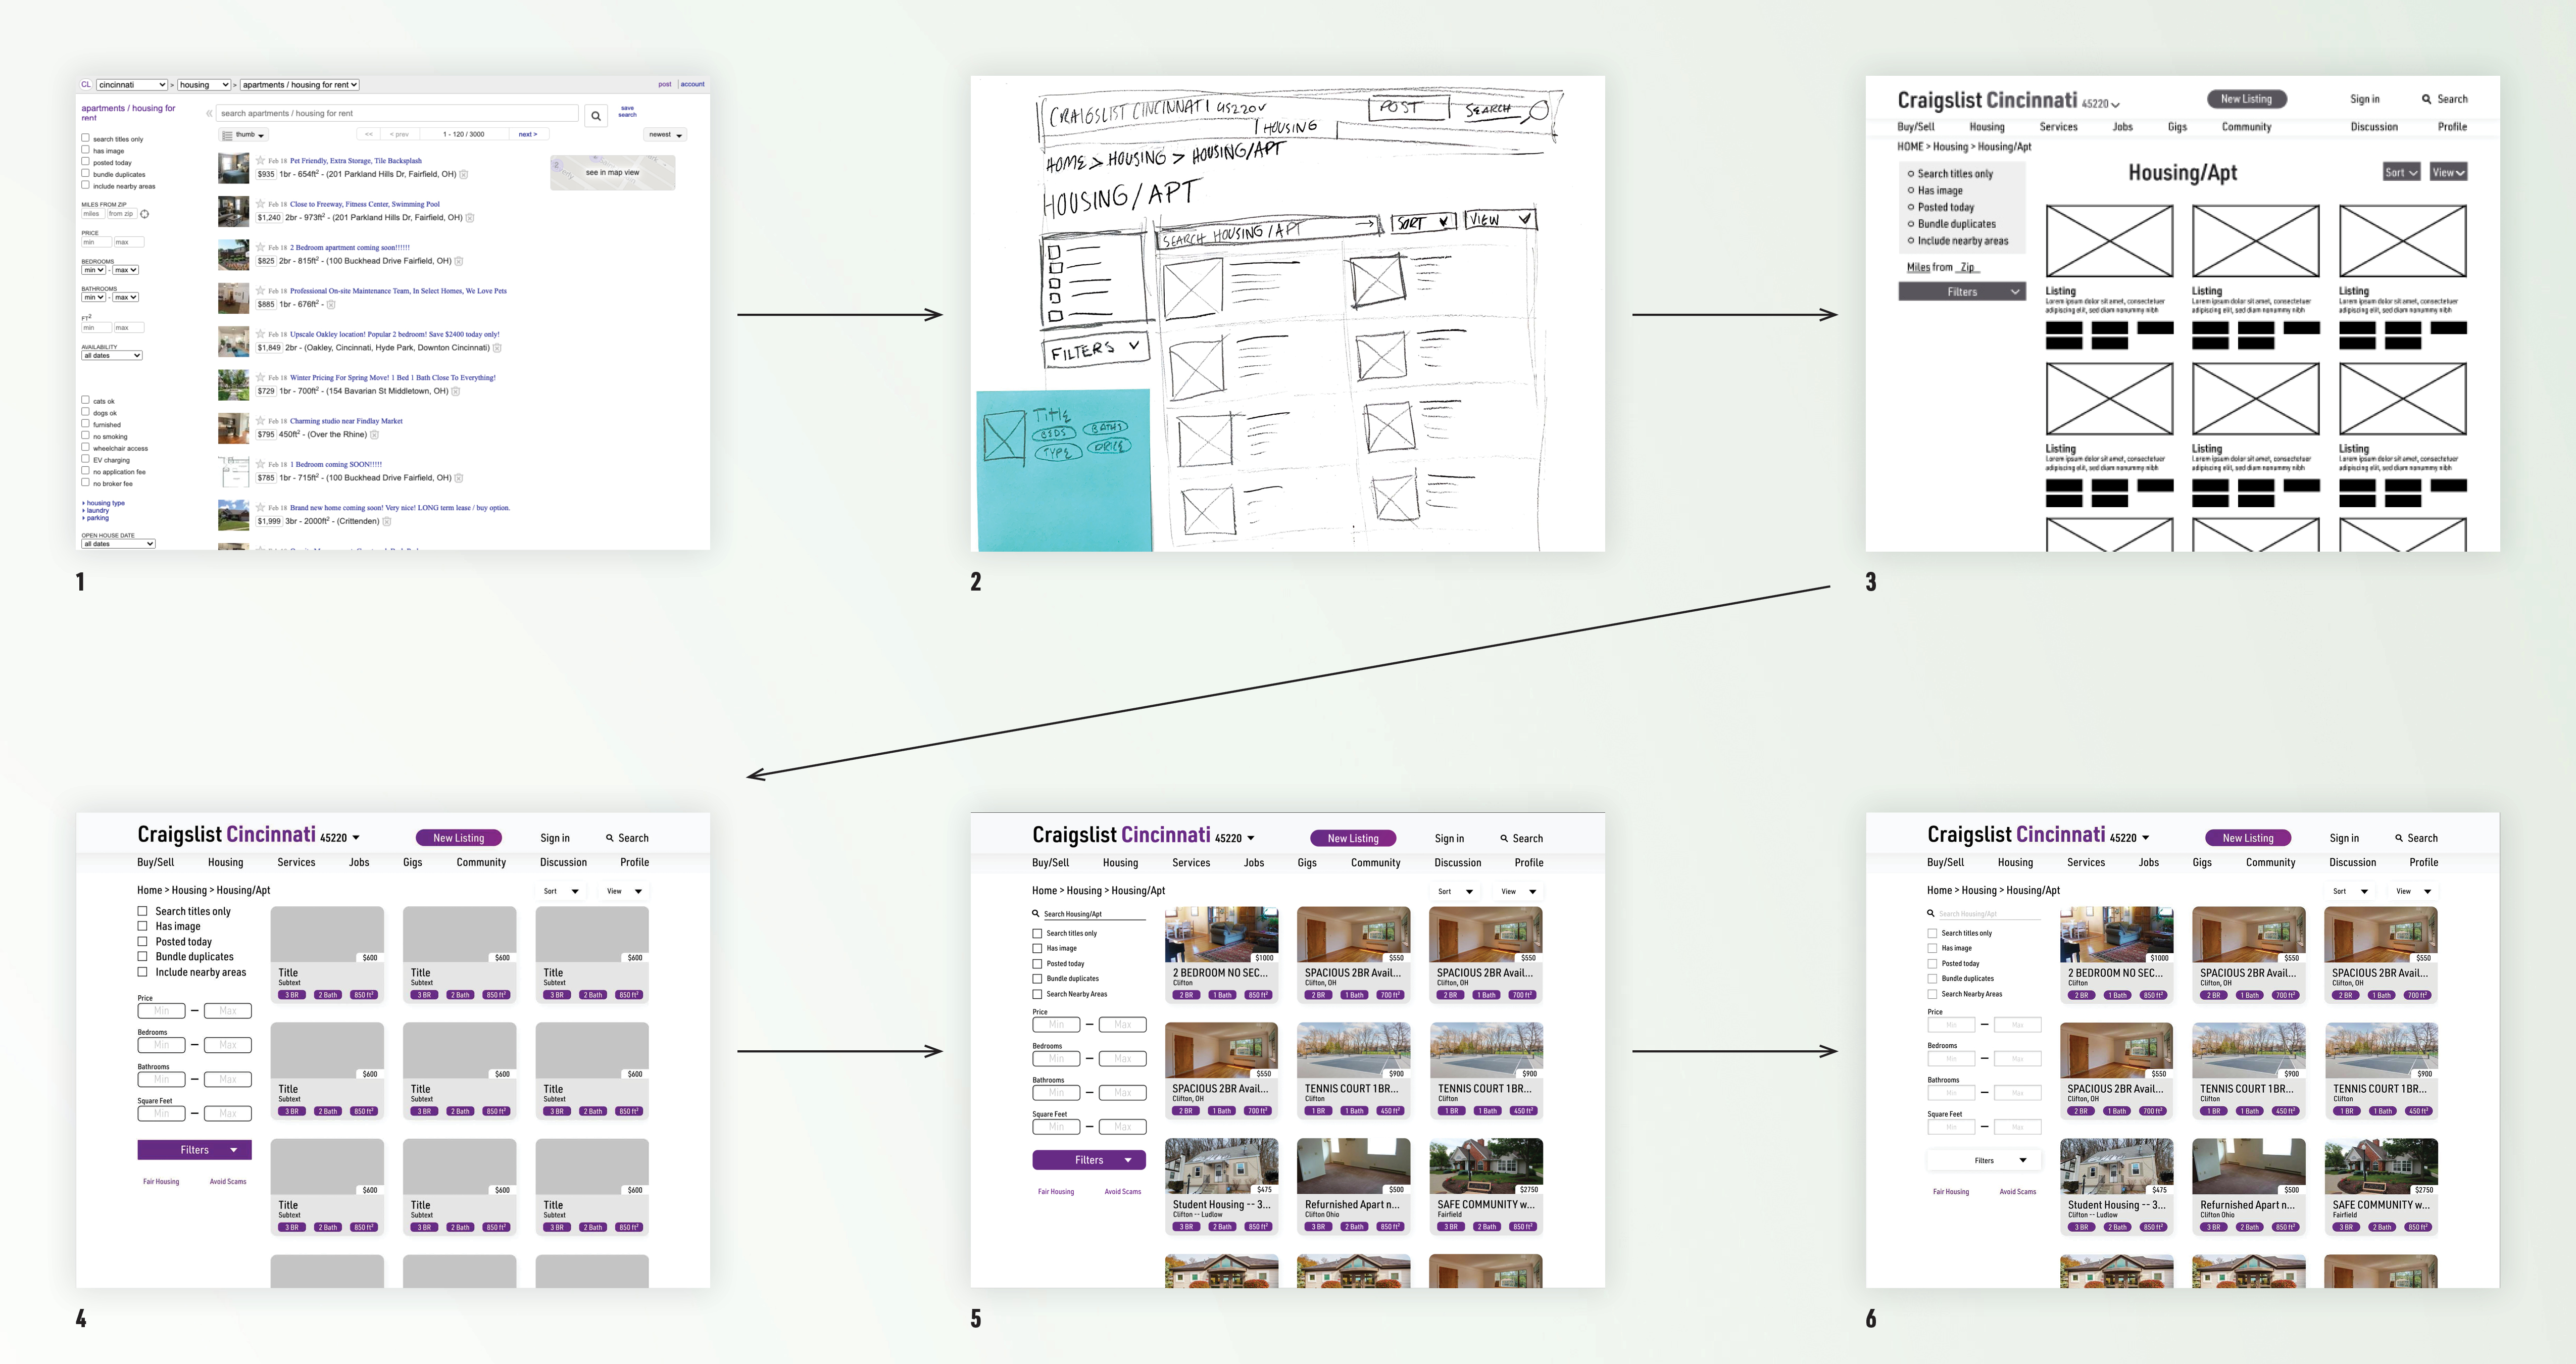 CL cincinnati > housing > apartments / housing for rent post account
apartments / housing for rent
search titles only
has image
posted today
bundle duplicates
include nearby areas
MILES FROM ZIP
miles from zip
PRICE
min max
BEDROOMS
min - max
BATHROOMS
min - max
FT2
min max
AVAILABILITY
all dates
cats ok
dogs ok
furnished
no smoking
wheelchair access
EV charging
no application fee
no broker fee
housing type
laundry
parking
OPEN HOUSE DATE
all dates
« search apartments / housing for rent save search
thumb << < prev 1 - 120 / 3000 next > newest
see in map view
Feb 18 Pet Friendly, Extra Storage, Tile Backsplash
$935 1br - 654ft2 - (201 Parkland Hills Dr, Fairfield, OH)
Feb 18 Close to Freeway, Fitness Center, Swimming Pool
$1,240 2br - 973ft2 - (201 Parkland Hills Dr, Fairfield, OH)
Feb 18 2 Bedroom apartment coming soon!!!!!!
$825 2br - 815ft2 - (100 Buckhead Drive Fairfield, OH)
Feb 18 Professional On-site Maintenance Team, In Select Homes, We Love Pets
$885 1br - 676ft2 -
Feb 18 Upscale Oakley location! Popular 2 bedroom! Save $2400 today only!
$1,849 2br - (Oakley, Cincinnati, Hyde Park, Downton Cincinnati)
Feb 18 Winter Pricing For Spring Move! 1 Bed 1 Bath Close To Everything!
$729 1br - 700ft2 - (154 Bavarian St Middletown, OH)
Feb 18 Charming studio near Findlay Market
$795 450ft2 - (Over the Rhine)
Feb 18 1 Bedroom coming SOON!!!!!
$785 1br - 715ft2 - (100 Buckhead Drive Fairfield, OH)
Feb 18 Brand new home coming soon! Very nice! LONG term lease / buy option.
$1,999 3br - 2000ft2 - (Crittenden)
1
CRAIGSLIST CINCINNATI 45220 POST SEARCH
HOUSING
HOME > HOUSING > HOUSING/APT
HOUSING/APT
SEARCH HOUSING/APT SORT VIEW
FILTERS
Title
BEDS BATHS
TYPE PRICE
2
Craigslist Cincinnati 45220 New Listing Sign in Search
Buy/Sell Housing Services Jobs Gigs Community Discussion Profile
HOME > Housing > Housing/Apt
Search titles only
Has image
Posted today
Bundle duplicates
Include nearby areas
Miles from Zip
Filters
Housing/Apt Sort View
Listing Listing Listing
Lorem ipsum dolor sit amet, consectetuer Lorem ipsum dolor sit amet, consectetuer Lorem ipsum dolor sit amet, consectetuer
adipiscing elit, sed diam nonummy nibh adipiscing elit, sed diam nonummy nibh adipiscing elit, sed diam nonummy nibh
Listing Listing Listing
Lorem ipsum dolor sit amet, consectetuer Lorem ipsum dolor sit amet, consectetuer Lorem ipsum dolor sit amet, consectetuer
adipiscing elit, sed diam nonummy nibh adipiscing elit, sed diam nonummy nibh adipiscing elit, sed diam nonummy nibh
3
Craigslist Cincinnati 45220 New Listing Sign in Search
Buy/Sell Housing Services Jobs Gigs Community Discussion Profile
Home > Housing > Housing/Apt Sort View
Search titles only
Has image
Posted today
Bundle duplicates
Include nearby areas
Price
Min – Max
Bedrooms
Min – Max
Bathrooms
Min – Max
Square Feet
Min – Max
Filters
Fair Housing Avoid Scams
$600 $600 $600
Title Title Title
Subtext Subtext Subtext
3 BR 2 Bath 850 ft² 3 BR 2 Bath 850 ft² 3 BR 2 Bath 850 ft²
$600 $600 $600
Title Title Title
Subtext Subtext Subtext
3 BR 2 Bath 850 ft² 3 BR 2 Bath 850 ft² 3 BR 2 Bath 850 ft²
$600 $600 $600
Title Title Title
Subtext Subtext Subtext
3 BR 2 Bath 850 ft² 3 BR 2 Bath 850 ft² 3 BR 2 Bath 850 ft²
4
Craigslist Cincinnati 45220 New Listing Sign in Search
Buy/Sell Housing Services Jobs Gigs Community Discussion Profile
Home > Housing > Housing/Apt Sort View
Search Housing/Apt
Search titles only
Has image
Posted today
Bundle duplicates
Search Nearby Areas
Price
Min – Max
Bedrooms
Min – Max
Bathrooms
Min – Max
Square Feet
Min – Max
Filters
Fair Housing Avoid Scams
$1000 $550 $550
2 BEDROOM NO SEC... SPACIOUS 2BR Avail... SPACIOUS 2BR Avail...
Clifton Clifton, OH Clifton, OH
2 BR 1 Bath 850 ft² 2 BR 1 Bath 700 ft² 2 BR 1 Bath 700 ft²
$550 $900 $900
SPACIOUS 2BR Avail... TENNIS COURT 1BR... TENNIS COURT 1BR...
Clifton, OH Clifton Clifton
2 BR 1 Bath 700 ft² 1 BR 1 Bath 450 ft² 1 BR 1 Bath 450 ft²
$475 $500 $2750
Student Housing -- 3... Refurnished Apart n... SAFE COMMUNITY w...
Clifton -- Ludlow Clifton Ohio Fairfield
3 BR 2 Bath 850 ft² 3 BR 2 Bath 850 ft² 3 BR 2 Bath 850 ft²
5
Craigslist Cincinnati 45220 New Listing Sign in Search
Buy/Sell Housing Services Jobs Gigs Community Discussion Profile
Home > Housing > Housing/Apt Sort View
Search Housing/Apt
Search titles only
Has image
Posted today
Bundle duplicates
Search Nearby Areas
Price
Min – Max
Bedrooms
Min – Max
Bathrooms
Min – Max
Square Feet
Min – Max
Filters
Fair Housing Avoid Scams
$1000 $550 $550
2 BEDROOM NO SEC... SPACIOUS 2BR Avail... SPACIOUS 2BR Avail...
Clifton Clifton, OH Clifton, OH
2 BR 1 Bath 850 ft² 2 BR 1 Bath 700 ft² 2 BR 1 Bath 700 ft²
$550 $900 $900
SPACIOUS 2BR Avail... TENNIS COURT 1BR... TENNIS COURT 1BR...
Clifton, OH Clifton Clifton
2 BR 1 Bath 700 ft² 1 BR 1 Bath 450 ft² 1 BR 1 Bath 450 ft²
$475 $500 $2750
Student Housing -- 3... Refurnished Apart n... SAFE COMMUNITY w...
Clifton -- Ludlow Clifton Ohio Fairfield
3 BR 2 Bath 850 ft² 3 BR 2 Bath 850 ft² 3 BR 2 Bath 850 ft²
6